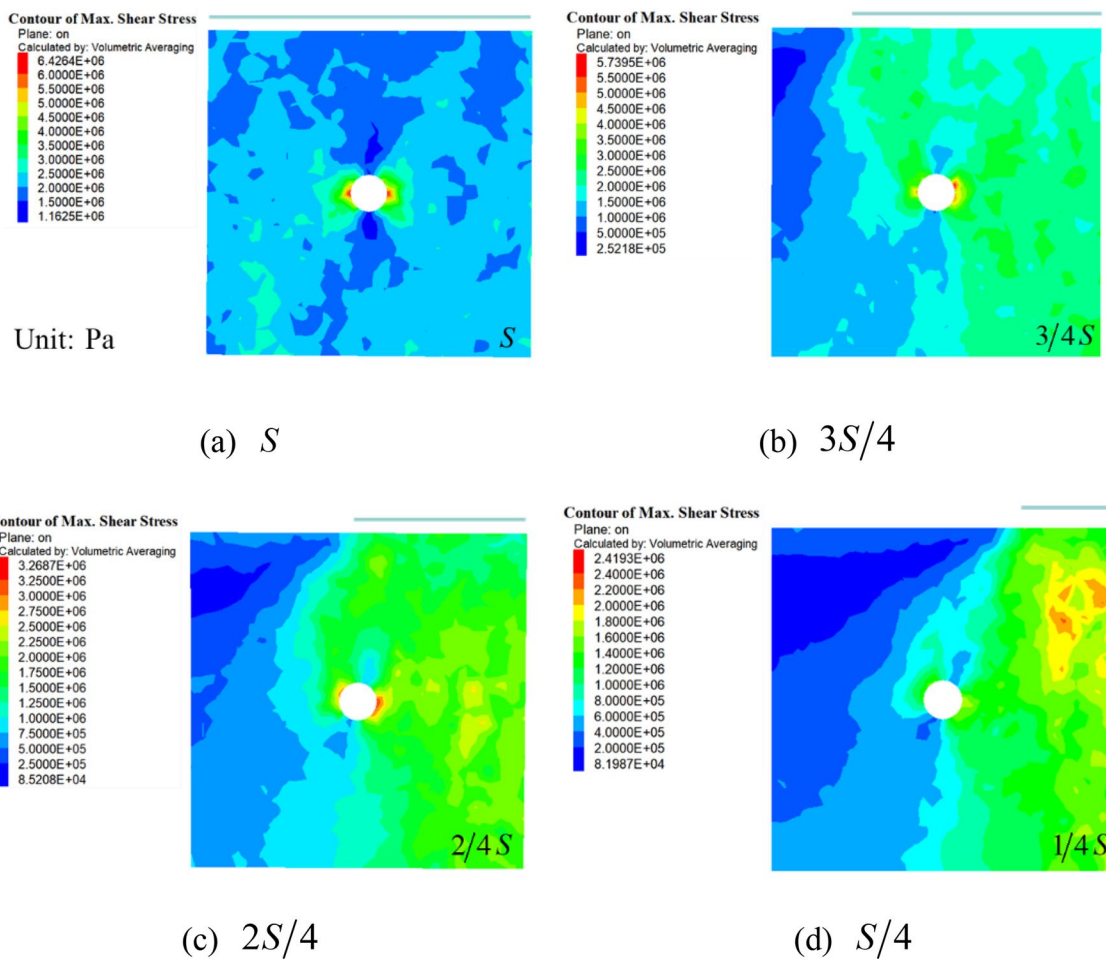 Contour of Max. Shear Stress
Plane: on
Calculated by: Volumetric Averaging
6.4264E+06
6.0000E+06
5.5000E+06
5.0000E+06
4.5000E+06
4.0000E+06
3.5000E+06
3.0000E+06
2.5000E+06
2.0000E+06
1.5000E+06
1.1625E+06
Unit: Pa
S
(a) S
Contour of Max. Shear Stress
Plane: on
Calculated by: Volumetric Averaging
5.7395E+06
5.5000E+06
5.0000E+06
4.5000E+06
4.0000E+06
3.5000E+06
3.0000E+06
2.5000E+06
2.0000E+06
1.5000E+06
1.0000E+06
5.0000E+05
2.5218E+05
3/4 S
(b) 3S/4
ontour of Max. Shear Stress
Plane: on
Calculated by: Volumetric Averaging
3.2687E+06
3.2500E+06
3.0000E+06
2.7500E+06
2.5000E+06
2.2500E+06
2.0000E+06
1.7500E+06
1.5000E+06
1.2500E+06
1.0000E+06
7.5000E+05
5.0000E+05
2.5000E+05
8.5208E+04
2/4 S
(c) 2S/4
Contour of Max. Shear Stress
Plane: on
Calculated by: Volumetric Averaging
2.4193E+06
2.4000E+06
2.2000E+06
2.0000E+06
1.8000E+06
1.6000E+06
1.4000E+06
1.2000E+06
1.0000E+06
8.0000E+05
6.0000E+05
4.0000E+05
2.0000E+05
8.1987E+04
1/4 S
(d) S/4